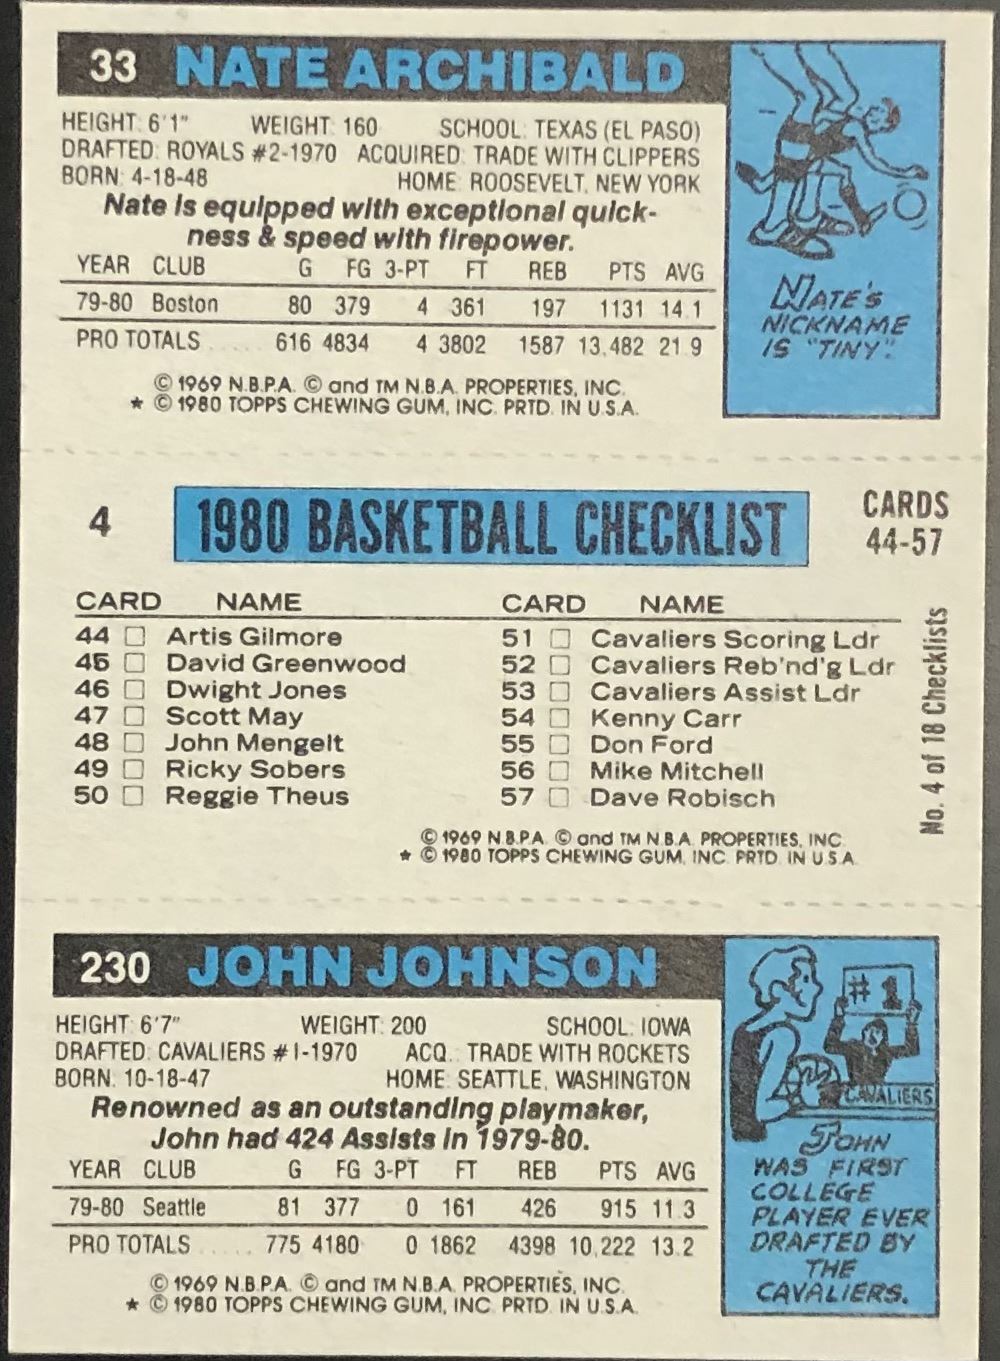 33 NATE ARCHIBALD
HEIGHT: 6'1" WEIGHT: 160 SCHOOL: TEXAS (EL PASO)
DRAFTED: ROYALS #2-1970 ACQUIRED: TRADE WITH CLIPPERS
BORN: 4-18-48 HOME: ROOSEVELT, NEW YORK
Nate is equipped with exceptional quick-
ness & speed with firepower.
YEAR CLUB G FG 3-PT FT REB PTS AVG
79-80 Boston 80 379 4 361 197 1131 14.1
PRO TOTALS ..... 616 4834 4 3802 1587 13,482 21.9
© 1969 N.B.P.A. © and TM N.B.A. PROPERTIES, INC.
★ © 1980 TOPPS CHEWING GUM, INC. PRTD. IN U.S.A.
NATE'S
NICKNAME
IS "TINY".
4 1980 BASKETBALL CHECKLIST CARDS
44-57
CARD NAME
44 □ Artis Gilmore
45 □ David Greenwood
46 □ Dwight Jones
47 □ Scott May
48 □ John Mengelt
49 □ Ricky Sobers
50 □ Reggie Theus
CARD NAME
51 □ Cavaliers Scoring Ldr
52 □ Cavaliers Reb'nd'g Ldr
53 □ Cavaliers Assist Ldr
54 □ Kenny Carr
55 □ Don Ford
56 □ Mike Mitchell
57 □ Dave Robisch
No. 4 of 18 Checklists
© 1969 N.B.P.A. © and TM N.B.A. PROPERTIES, INC.
★ © 1980 TOPPS CHEWING GUM, INC. PRTD. IN U.S.A.
230 JOHN JOHNSON
HEIGHT: 6'7" WEIGHT: 200 SCHOOL: IOWA
DRAFTED: CAVALIERS #1-1970 ACQ.: TRADE WITH ROCKETS
BORN: 10-18-47 HOME: SEATTLE, WASHINGTON
Renowned as an outstanding playmaker,
John had 424 Assists in 1979-80.
YEAR CLUB G FG 3-PT FT REB PTS AVG
79-80 Seattle 81 377 0 161 426 915 11.3
PRO TOTALS ..... 775 4180 0 1862 4398 10,222 13.2
© 1969 N.B.P.A. © and TM N.B.A. PROPERTIES, INC.
★ © 1980 TOPPS CHEWING GUM, INC. PRTD. IN U.S.A.
#1
CAVALIERS
JOHN
WAS FIRST
COLLEGE
PLAYER EVER
DRAFTED BY
THE
CAVALIERS.